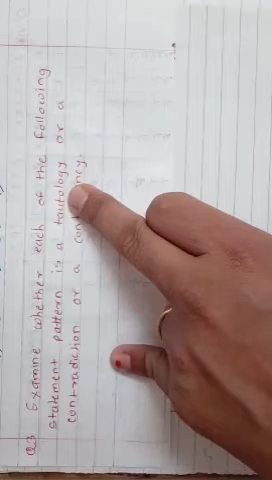 Q3 Examine whether each of the following
statement pattern is a tautology or a
contradiction or a